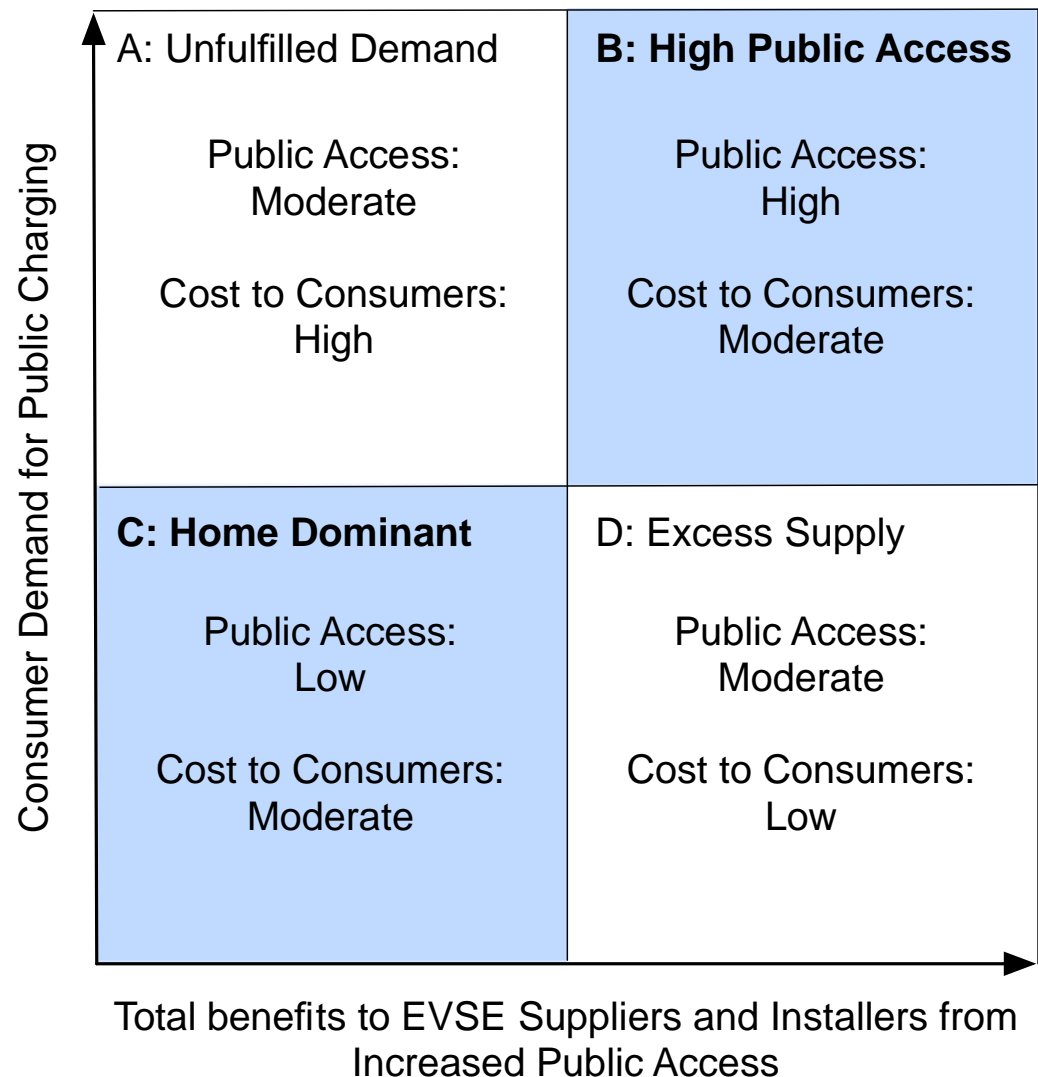 A: Unfulfilled Demand
Public Access:
Moderate
Cost to Consumers:
High
B: High Public Access
Public Access:
High
Cost to Consumers:
Moderate
C: Home Dominant
Public Access:
Low
Cost to Consumers:
Moderate
D: Excess Supply
Public Access:
Moderate
Cost to Consumers:
Low
Consumer Demand for Public Charging
Total benefits to EVSE Suppliers and Installers from
Increased Public Access